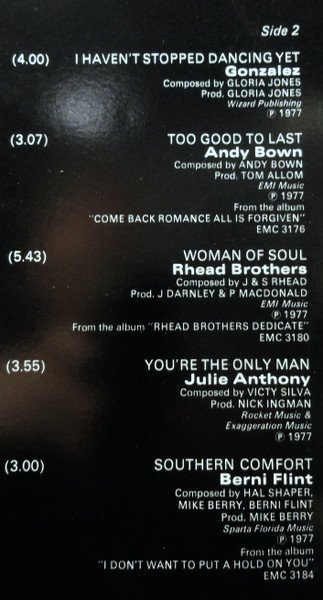 Side 2
(4.00) I HAVEN'T STOPPED DANCING YET
Gonzalez
Composed by GLORIA JONES
Prod. GLORIA JONES
Wizard Publishing
℗ 1977
(3.07) TOO GOOD TO LAST
Andy Bown
Composed by ANDY BOWN
Prod. TOM ALLOM
EMI Music
℗ 1977
From the album
"COME BACK ROMANCE ALL IS FORGIVEN"
EMC 3176
(5.43) WOMAN OF SOUL
Rhead Brothers
Composed by J & S RHEAD
Prod. J DARNLEY & P MACDONALD
EMI Music
℗ 1977
From the album "RHEAD BROTHERS DEDICATE"
EMC 3180
(3.55) YOU'RE THE ONLY MAN
Julie Anthony
Composed by VICTY SILVA
Prod. NICK INGMAN
Rocket Music &
Exaggeration Music
℗ 1977
(3.00) SOUTHERN COMFORT
Berni Flint
Composed by HAL SHAPER,
MIKE BERRY, BERNI FLINT
Prod. MIKE BERRY
Sparta Florida Music
℗ 1977
From the album
"I DON'T WANT TO PUT A HOLD ON YOU"
EMC 3184